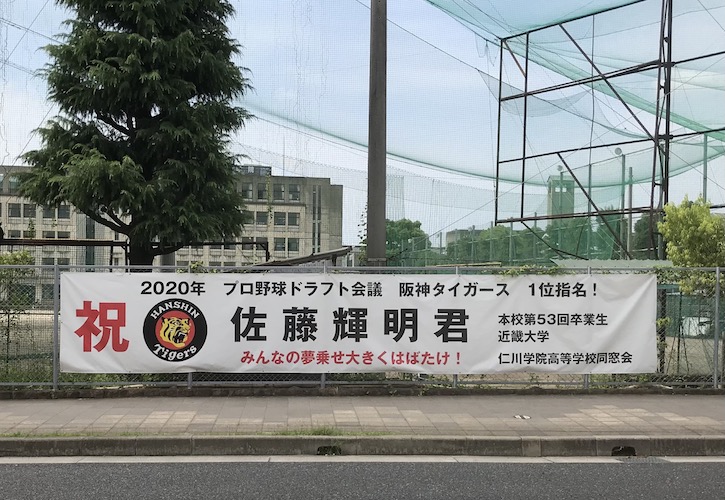 2020年 プロ野球ドラフト会議 阪神タイガース 1位指名!
祝
HANSHIN
Tigers
佐藤輝明君
みんなの夢乗せ大きくはばたけ!
本校第53回卒業生
近畿大学
仁川学院高等学校同窓会